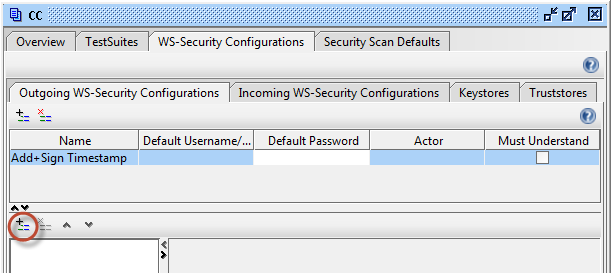 CC
Overview TestSuites WS-Security Configurations Security Scan Defaults
Outgoing WS-Security Configurations Incoming WS-Security Configurations Keystores Truststores
Name Default Username/... Default Password Actor Must Understand
Add+Sign Timestamp